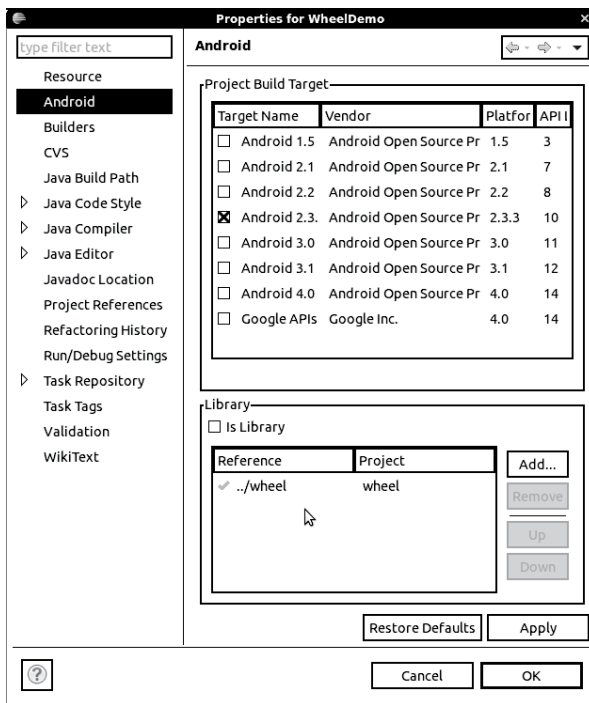 Properties for WheelDemo
type filter text
Resource
Android
Builders
CVS
Java Build Path
Java Code Style
Java Compiler
Java Editor
Javadoc Location
Project References
Refactoring History
Run/Debug Settings
Task Repository
Task Tags
Validation
WikiText
Android
Project Build Target
Target Name Vendor Platfor API l
Android 1.5 Android Open Source Pr 1.5 3
Android 2.1 Android Open Source Pr 2.1 7
Android 2.2 Android Open Source Pr 2.2 8
Android 2.3. Android Open Source Pr 2.3.3 10
Android 3.0 Android Open Source Pr 3.0 11
Android 3.1 Android Open Source Pr 3.1 12
Android 4.0 Android Open Source Pr 4.0 14
Google APIs Google Inc. 4.0 14
Library
Is Library
Reference Project
../wheel wheel
Add...
Remove
Up
Down
Restore Defaults Apply
? Cancel OK